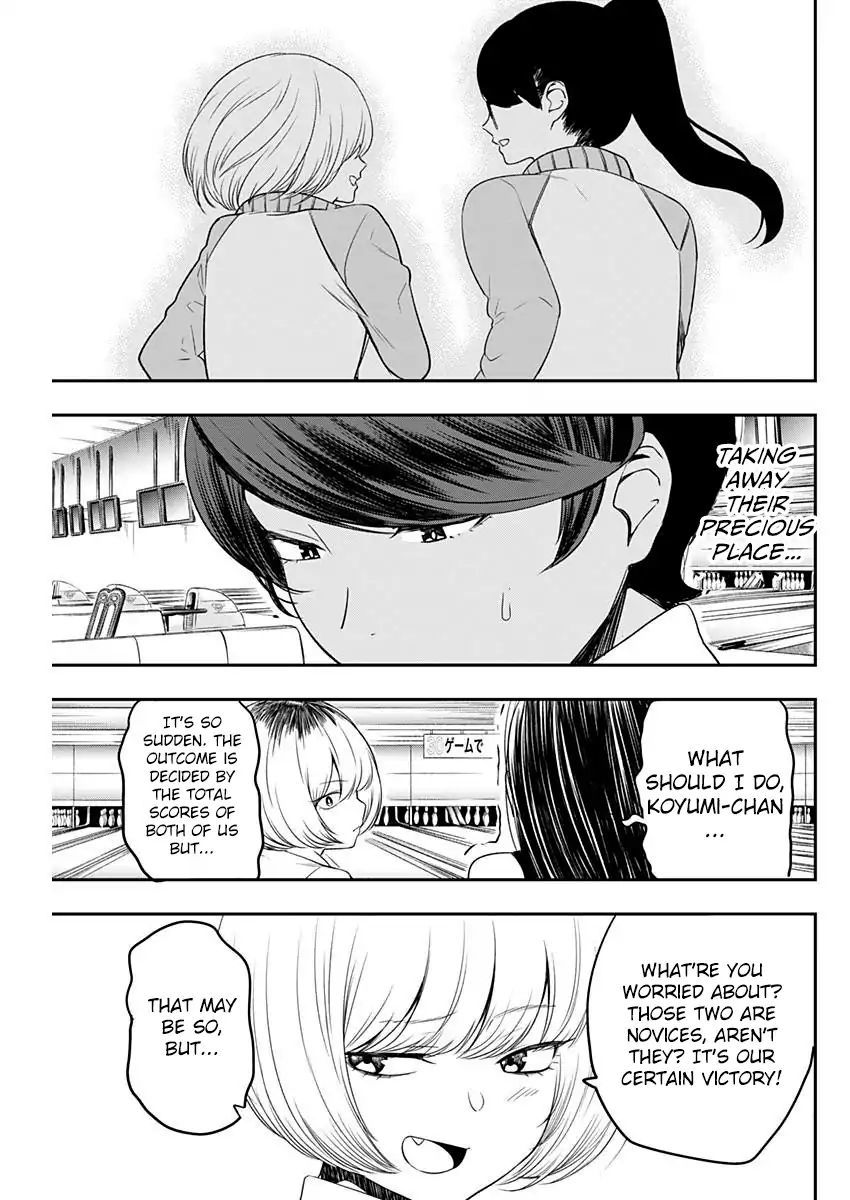 TAKING
AWAY
THEIR
PRECIOUS
PLACE...
WHAT
SHOULD I DO,
KOYUMI-CHAN
...
30ゲームで
IT'S SO
SUDDEN. THE
OUTCOME IS
DECIDED BY
THE TOTAL
SCORES OF
BOTH OF US
BUT...
WHAT'RE YOU
WORRIED ABOUT?
THOSE TWO ARE
NOVICES, AREN'T
THEY? IT'S OUR
CERTAIN VICTORY!
THAT MAY
BE SO,
BUT...